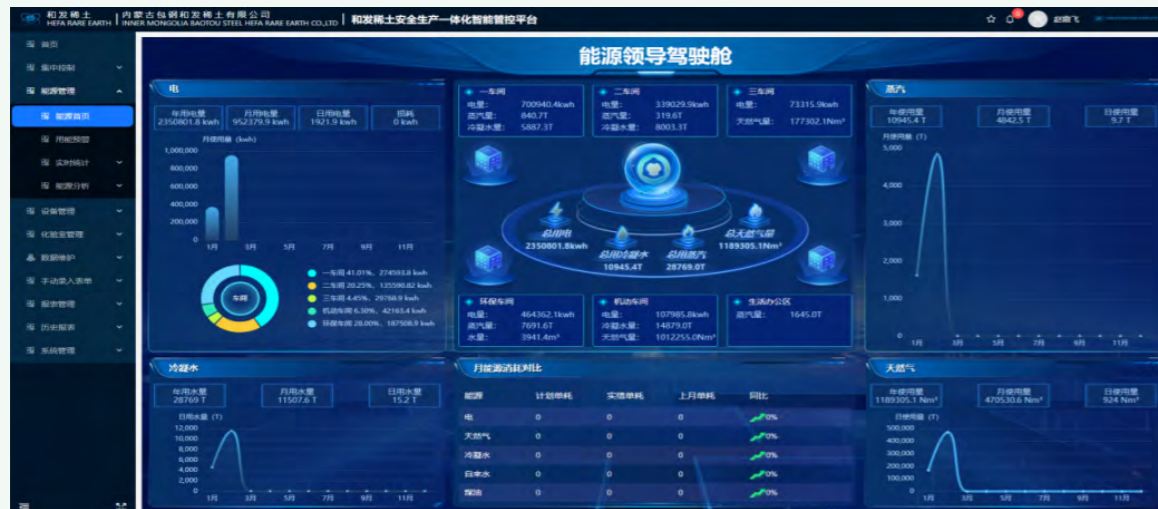 和发稀土
HEFA RARE EARTH
内蒙古包钢和发稀土有限公司
INNER MONGOLIA BAOTOU STEEL HEFA RARE EARTH CO.,LTD
和发稀土安全生产一体化智能管控平台
首页
集中控制
能源管理
能源首页
用能预警
实时统计
能源分析
设备管理
化验室管理
数据维护
手动录入表单
报表管理
历史报表
系统管理
能源领导驾驶舱
电
年用电量
2350801.8 kwh
月用电量
952379.9 kwh
日用电量
1921.9 kwh
损耗
0 kwh
月使用量 (kwh)
1,000,000
800,000
600,000
400,000
200,000
0
1月 3月 5月 7月 9月 11月
车间
一车间 41.01%, 274593.8 kwh
二车间 20.25%, 135590.82 kwh
三车间 4.45%, 29768.9 kwh
机动车间 6.30%, 42163.4 kwh
环保车间 28.00%, 187508.9 kwh
一车间
电量: 700940.4kwh
蒸汽量: 840.7T
冷凝水量: 5887.3T
二车间
电量: 339029.9kwh
蒸汽量: 319.6T
冷凝水量: 8003.3T
三车间
电量: 73315.9kwh
天然气量: 177302.1Nm³
总用电
2350801.8kwh
总用冷凝水
10945.4T
总用蒸汽
28769.0T
总天然气量
1189305.1Nm³
环保车间
电量: 464362.1kwh
蒸汽量: 7691.6T
水量: 3941.4m³
机动车间
电量: 107985.8kwh
冷凝水量: 14879.0T
天然气量: 1012255.0Nm³
生活办公区
蒸汽量: 1645.0T
蒸汽
年使用量
10945.4 T
月使用量
4842.5 T
日使用量
9.7 T
月使用量 (T)
5,000
4,000
3,000
2,000
1,000
0
1月 3月 5月 7月 9月 11月
冷凝水
年用水量
28769 T
月用水量
11507.6 T
日用水量
15.2 T
日用水量 (T)
12,000
10,000
8,000
6,000
4,000
2,000
0
1月 3月 5月 7月 9月 11月
月能源消耗对比
能源 计划单耗 实绩单耗 上月单耗 同比
电 0 0 0 0%
天然气 0 0 0 0%
冷凝水 0 0 0 0%
自来水 0 0 0 0%
煤油 0 0 0 0%
天然气
年使用量
1189305.1 Nm³
月使用量
470530.6 Nm³
日使用量
924 Nm³
日使用量 (T)
500,000
400,000
300,000
200,000
100,000
0
1月 3月 5月 7月 9月 11月